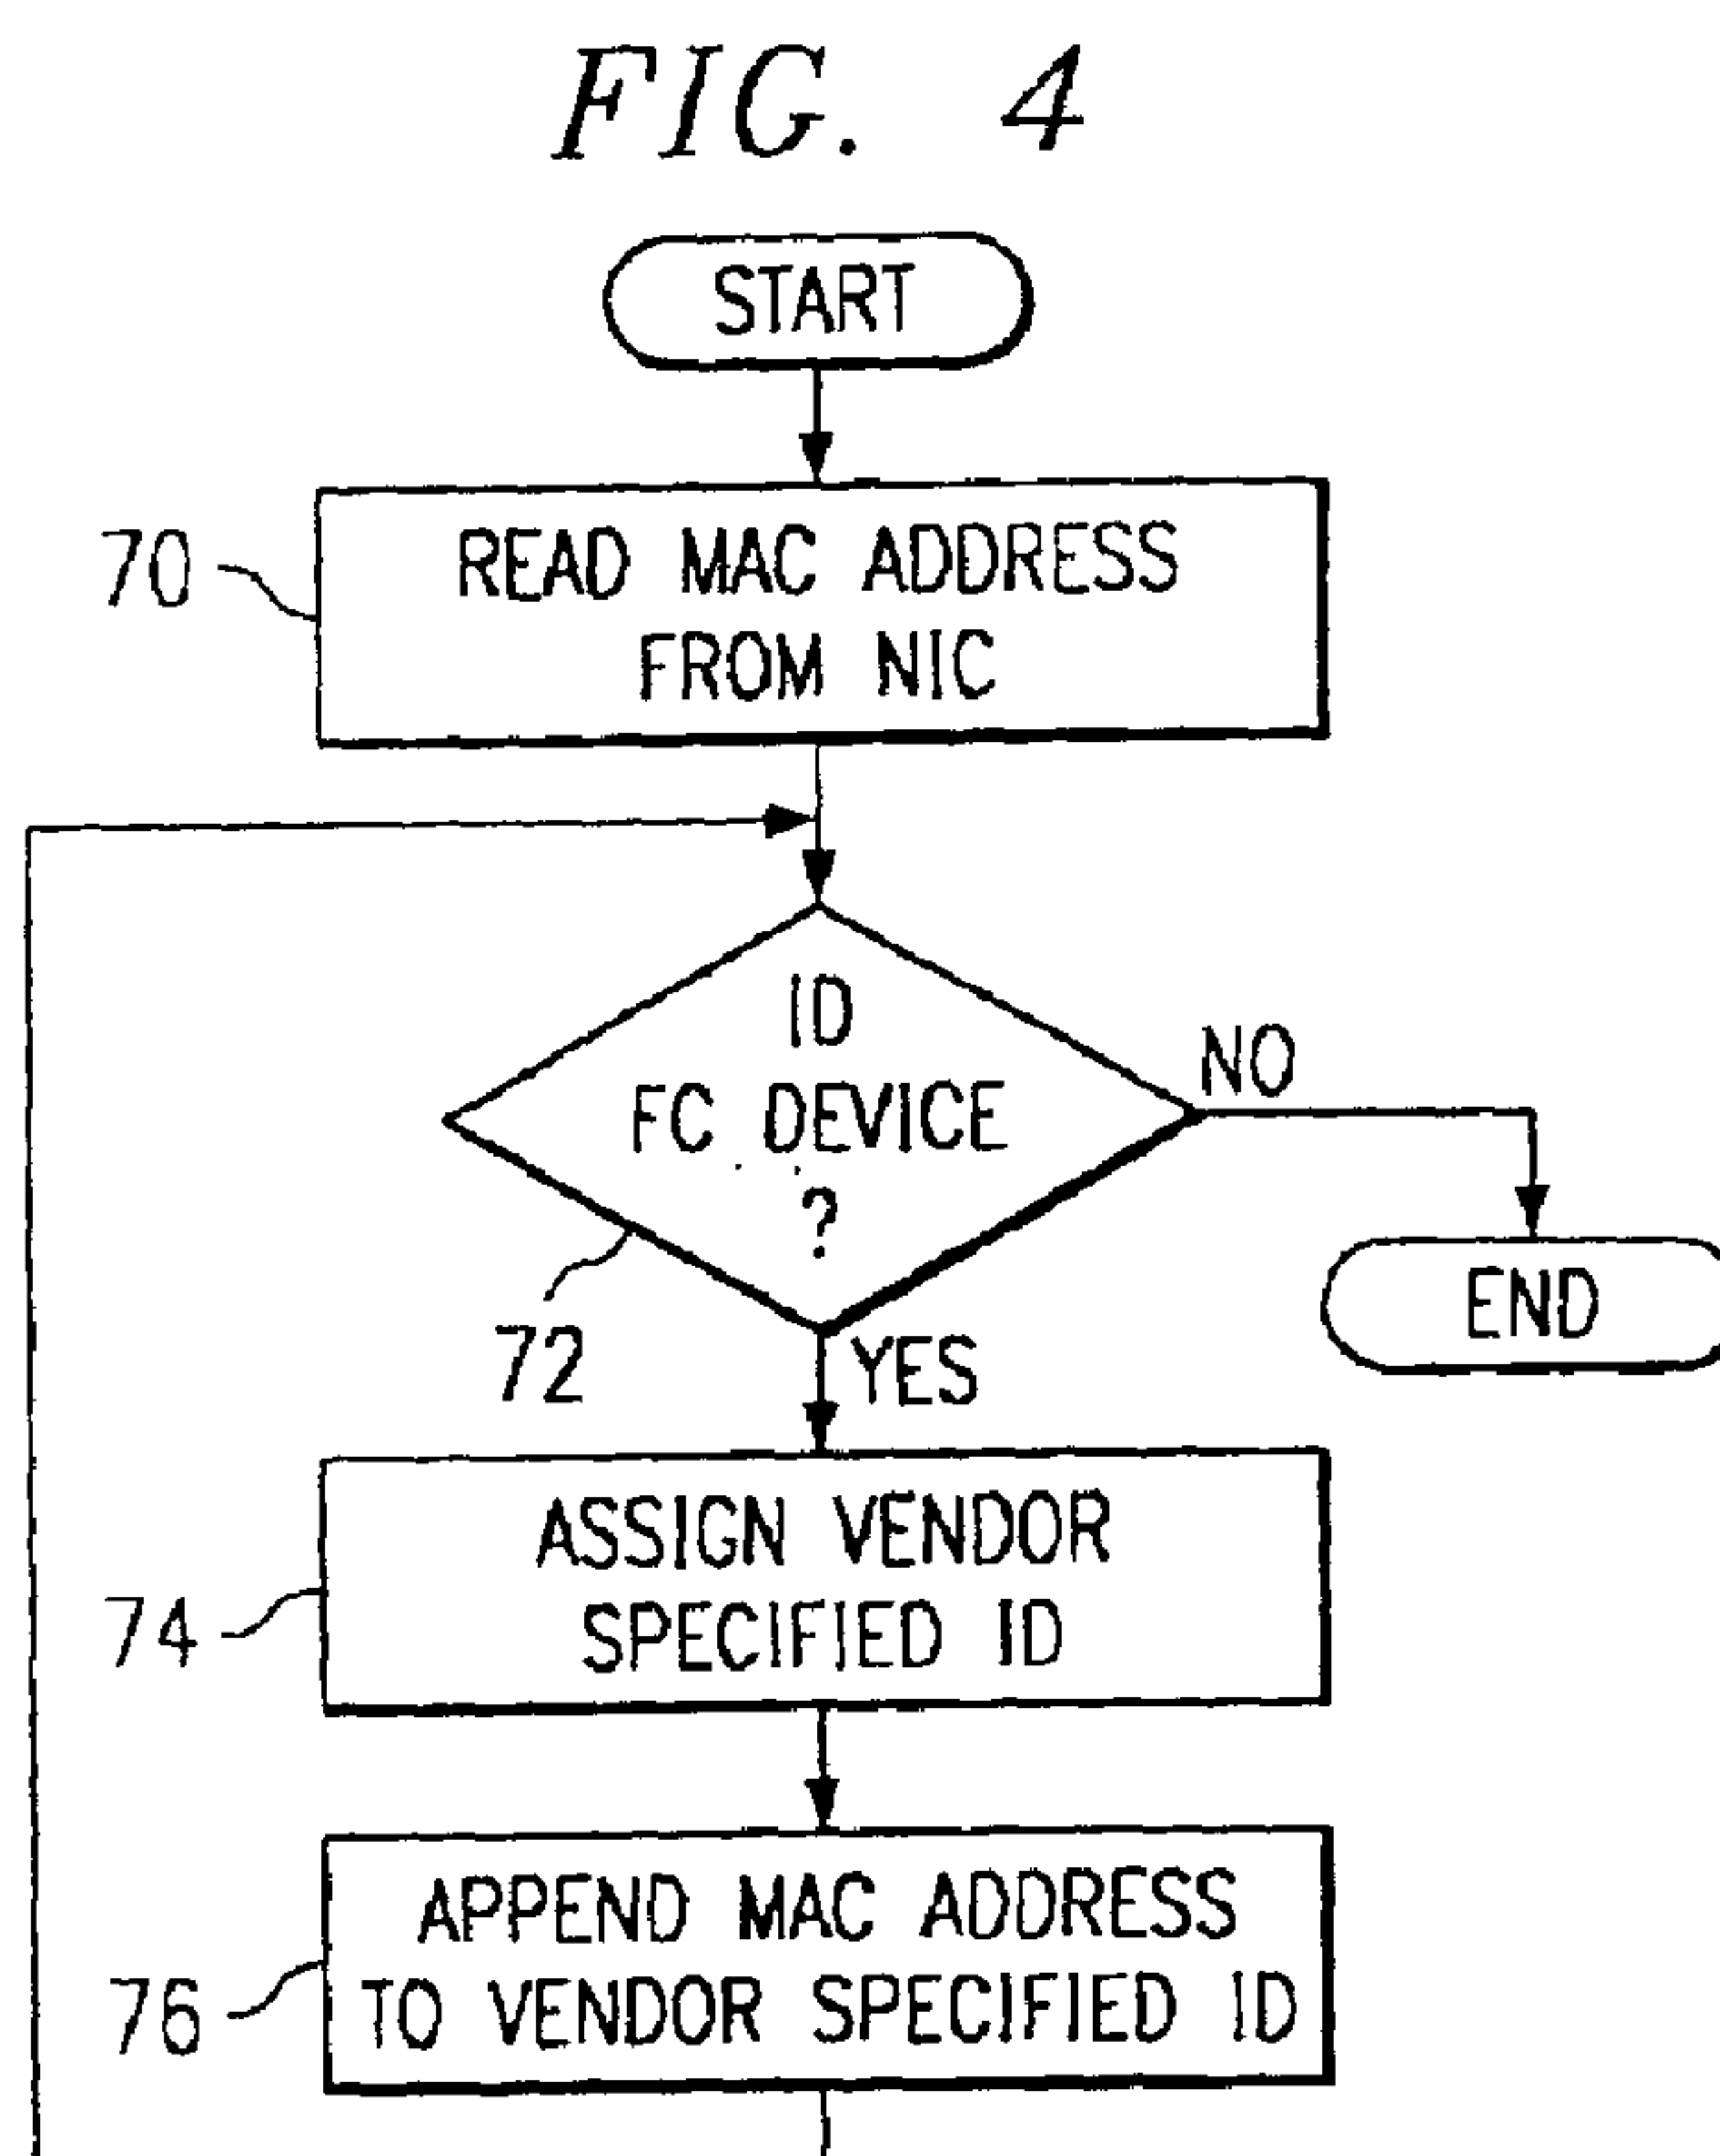 FIG. 4
START
70
READ MAC ADDRESS
FROM NIC
ID
FC DEVICE
?
NO
END
72
YES
ASSIGN VENDOR
SPECIFIED ID
74
APPEND MAC ADDRESS
TO VENDOR SPECIFIED ID
76